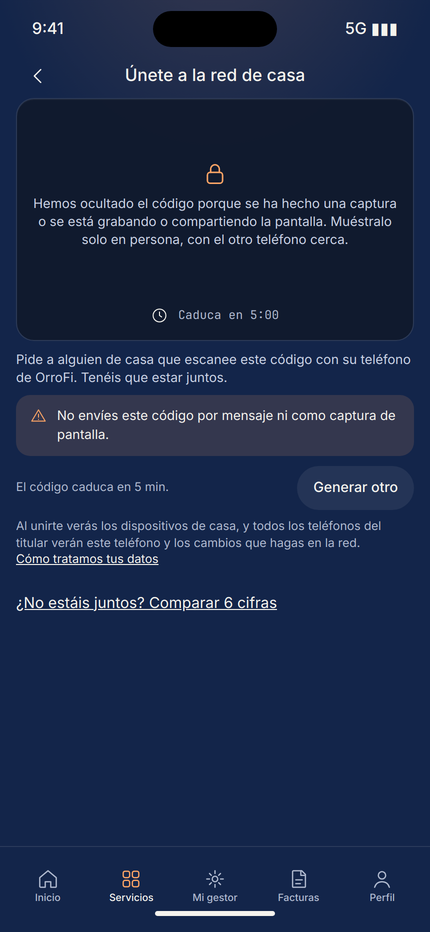 9:41
5G
Únete a la red de casa
Hemos ocultado el código porque se ha hecho una captura
o se está grabando o compartiendo la pantalla. Muéstralo
solo en persona, con el otro teléfono cerca.
Caduca en 5:00
Pide a alguien de casa que escanee este código con su teléfono
de OrroFi. Tenéis que estar juntos.
No envíes este código por mensaje ni como captura de
pantalla.
El código caduca en 5 min.
Generar otro
Al unirte verás los dispositivos de casa, y todos los teléfonos del
titular verán este teléfono y los cambios que hagas en la red.
Cómo tratamos tus datos
¿No estáis juntos? Comparar 6 cifras
Inicio
Servicios
Mi gestor
Facturas
Perfil